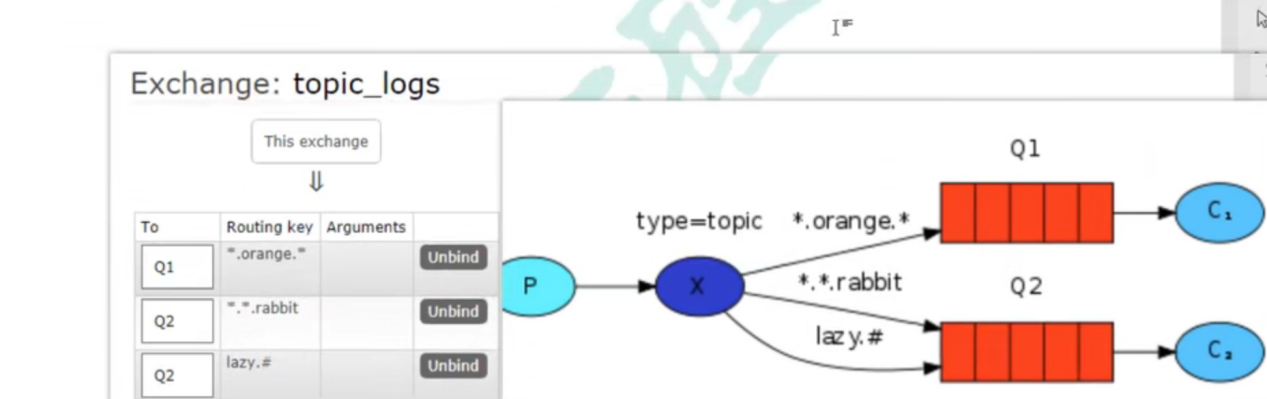 Exchange: topic_logs
This exchange
⇓
To Routing key Arguments
Q1 *.orange.* Unbind
Q2 *.*.rabbit Unbind
Q2 lazy.# Unbind
Q1
type=topic *.orange.*
C₁
P X
*.*.rabbit
Q2
lazy.#
C₂